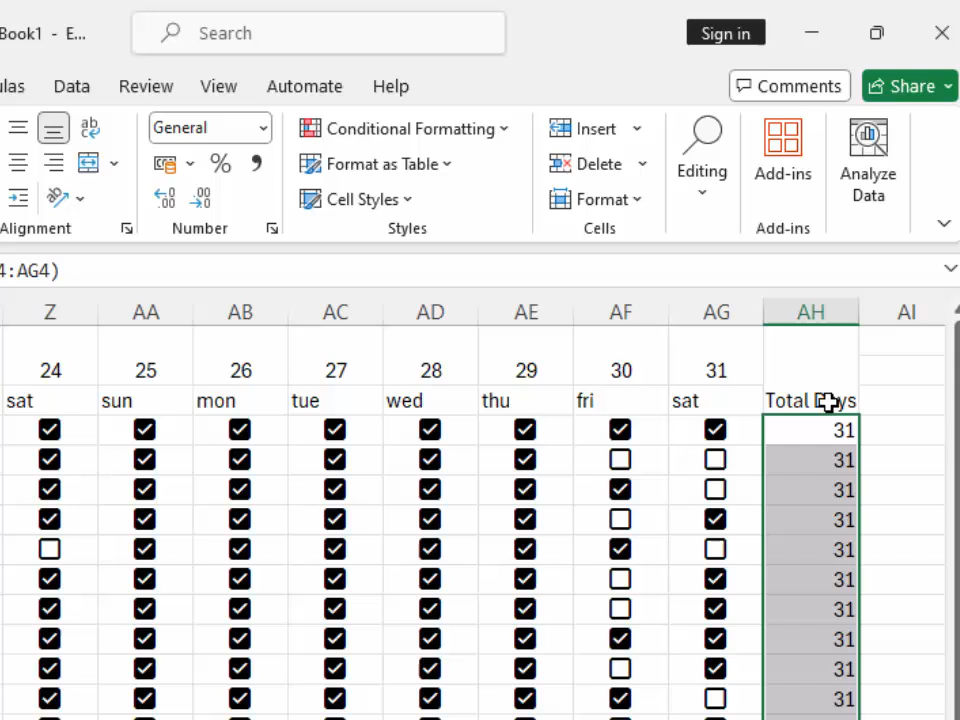 Book1 - E...
Search
Sign in
ulas Data Review View Automate Help Comments Share
ab
General Conditional Formatting Insert
% Format as Table Delete Editing Add-ins Analyze Data
Cell Styles Format
Alignment Number Styles Cells Add-ins
4:AG4)
Z AA AB AC AD AE AF AG AH AI
24 25 26 27 28 29 30 31
sat sun mon tue wed thu fri sat Total Days
31
31
31
31
31
31
31
31
31
31